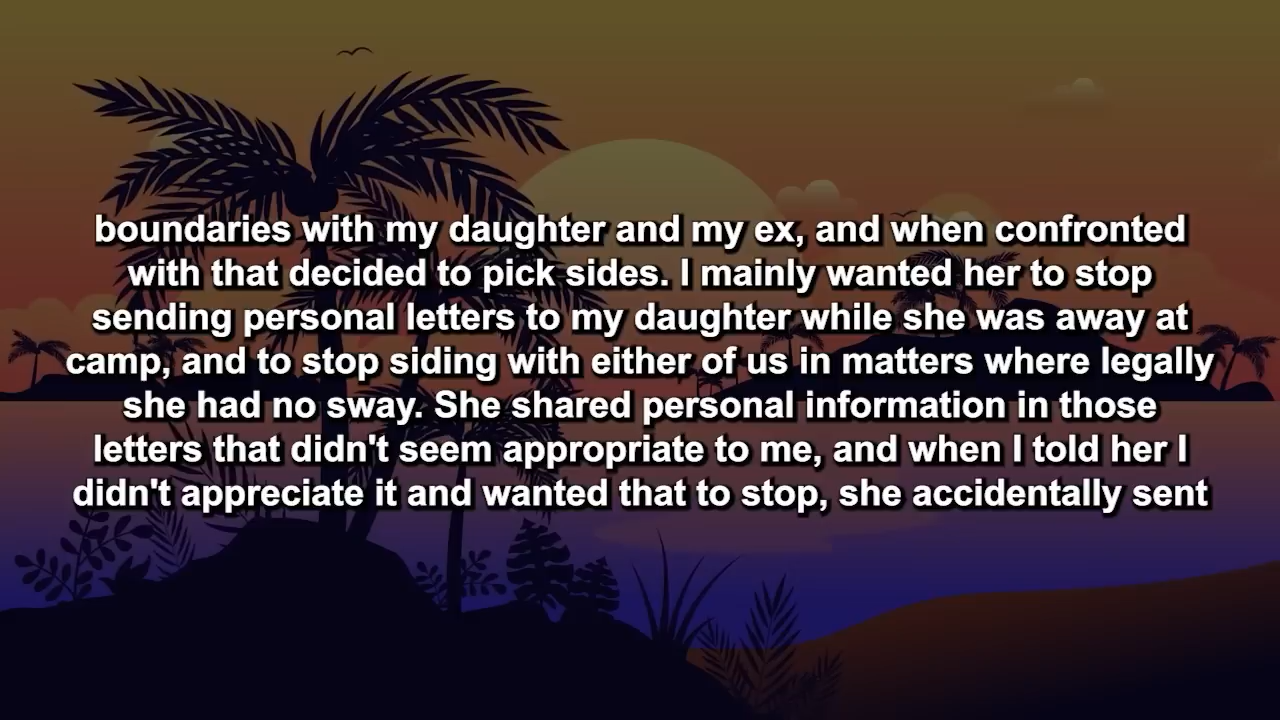 boundaries with my daughter and my ex, and when confronted
with that decided to pick sides. I mainly wanted her to stop
sending personal letters to my daughter while she was away at
camp, and to stop siding with either of us in matters where legally
she had no sway. She shared personal information in those
letters that didn't seem appropriate to me, and when I told her I
didn't appreciate it and wanted that to stop, she accidentally sent